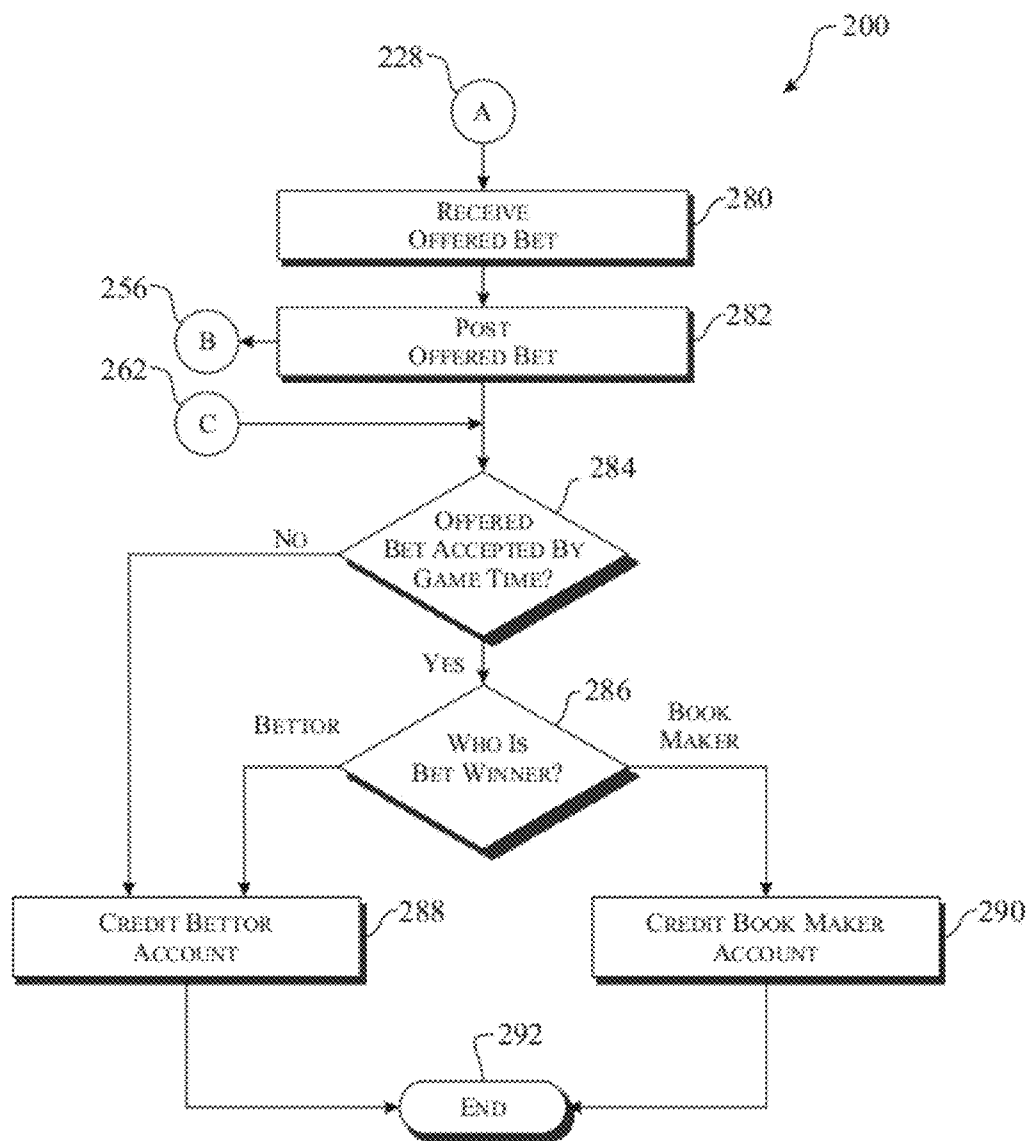 200
228
A
RECEIVE
OFFERED BET
280
256
B
POST
OFFERED BET
282
262
C
284
OFFERED
BET ACCEPTED BY
GAME TIME?
NO
YES
286
BETTOR
WHO IS
BET WINNER?
BOOK
MAKER
CREDIT BETTOR
ACCOUNT
288
CREDIT BOOK MAKER
ACCOUNT
290
292
END